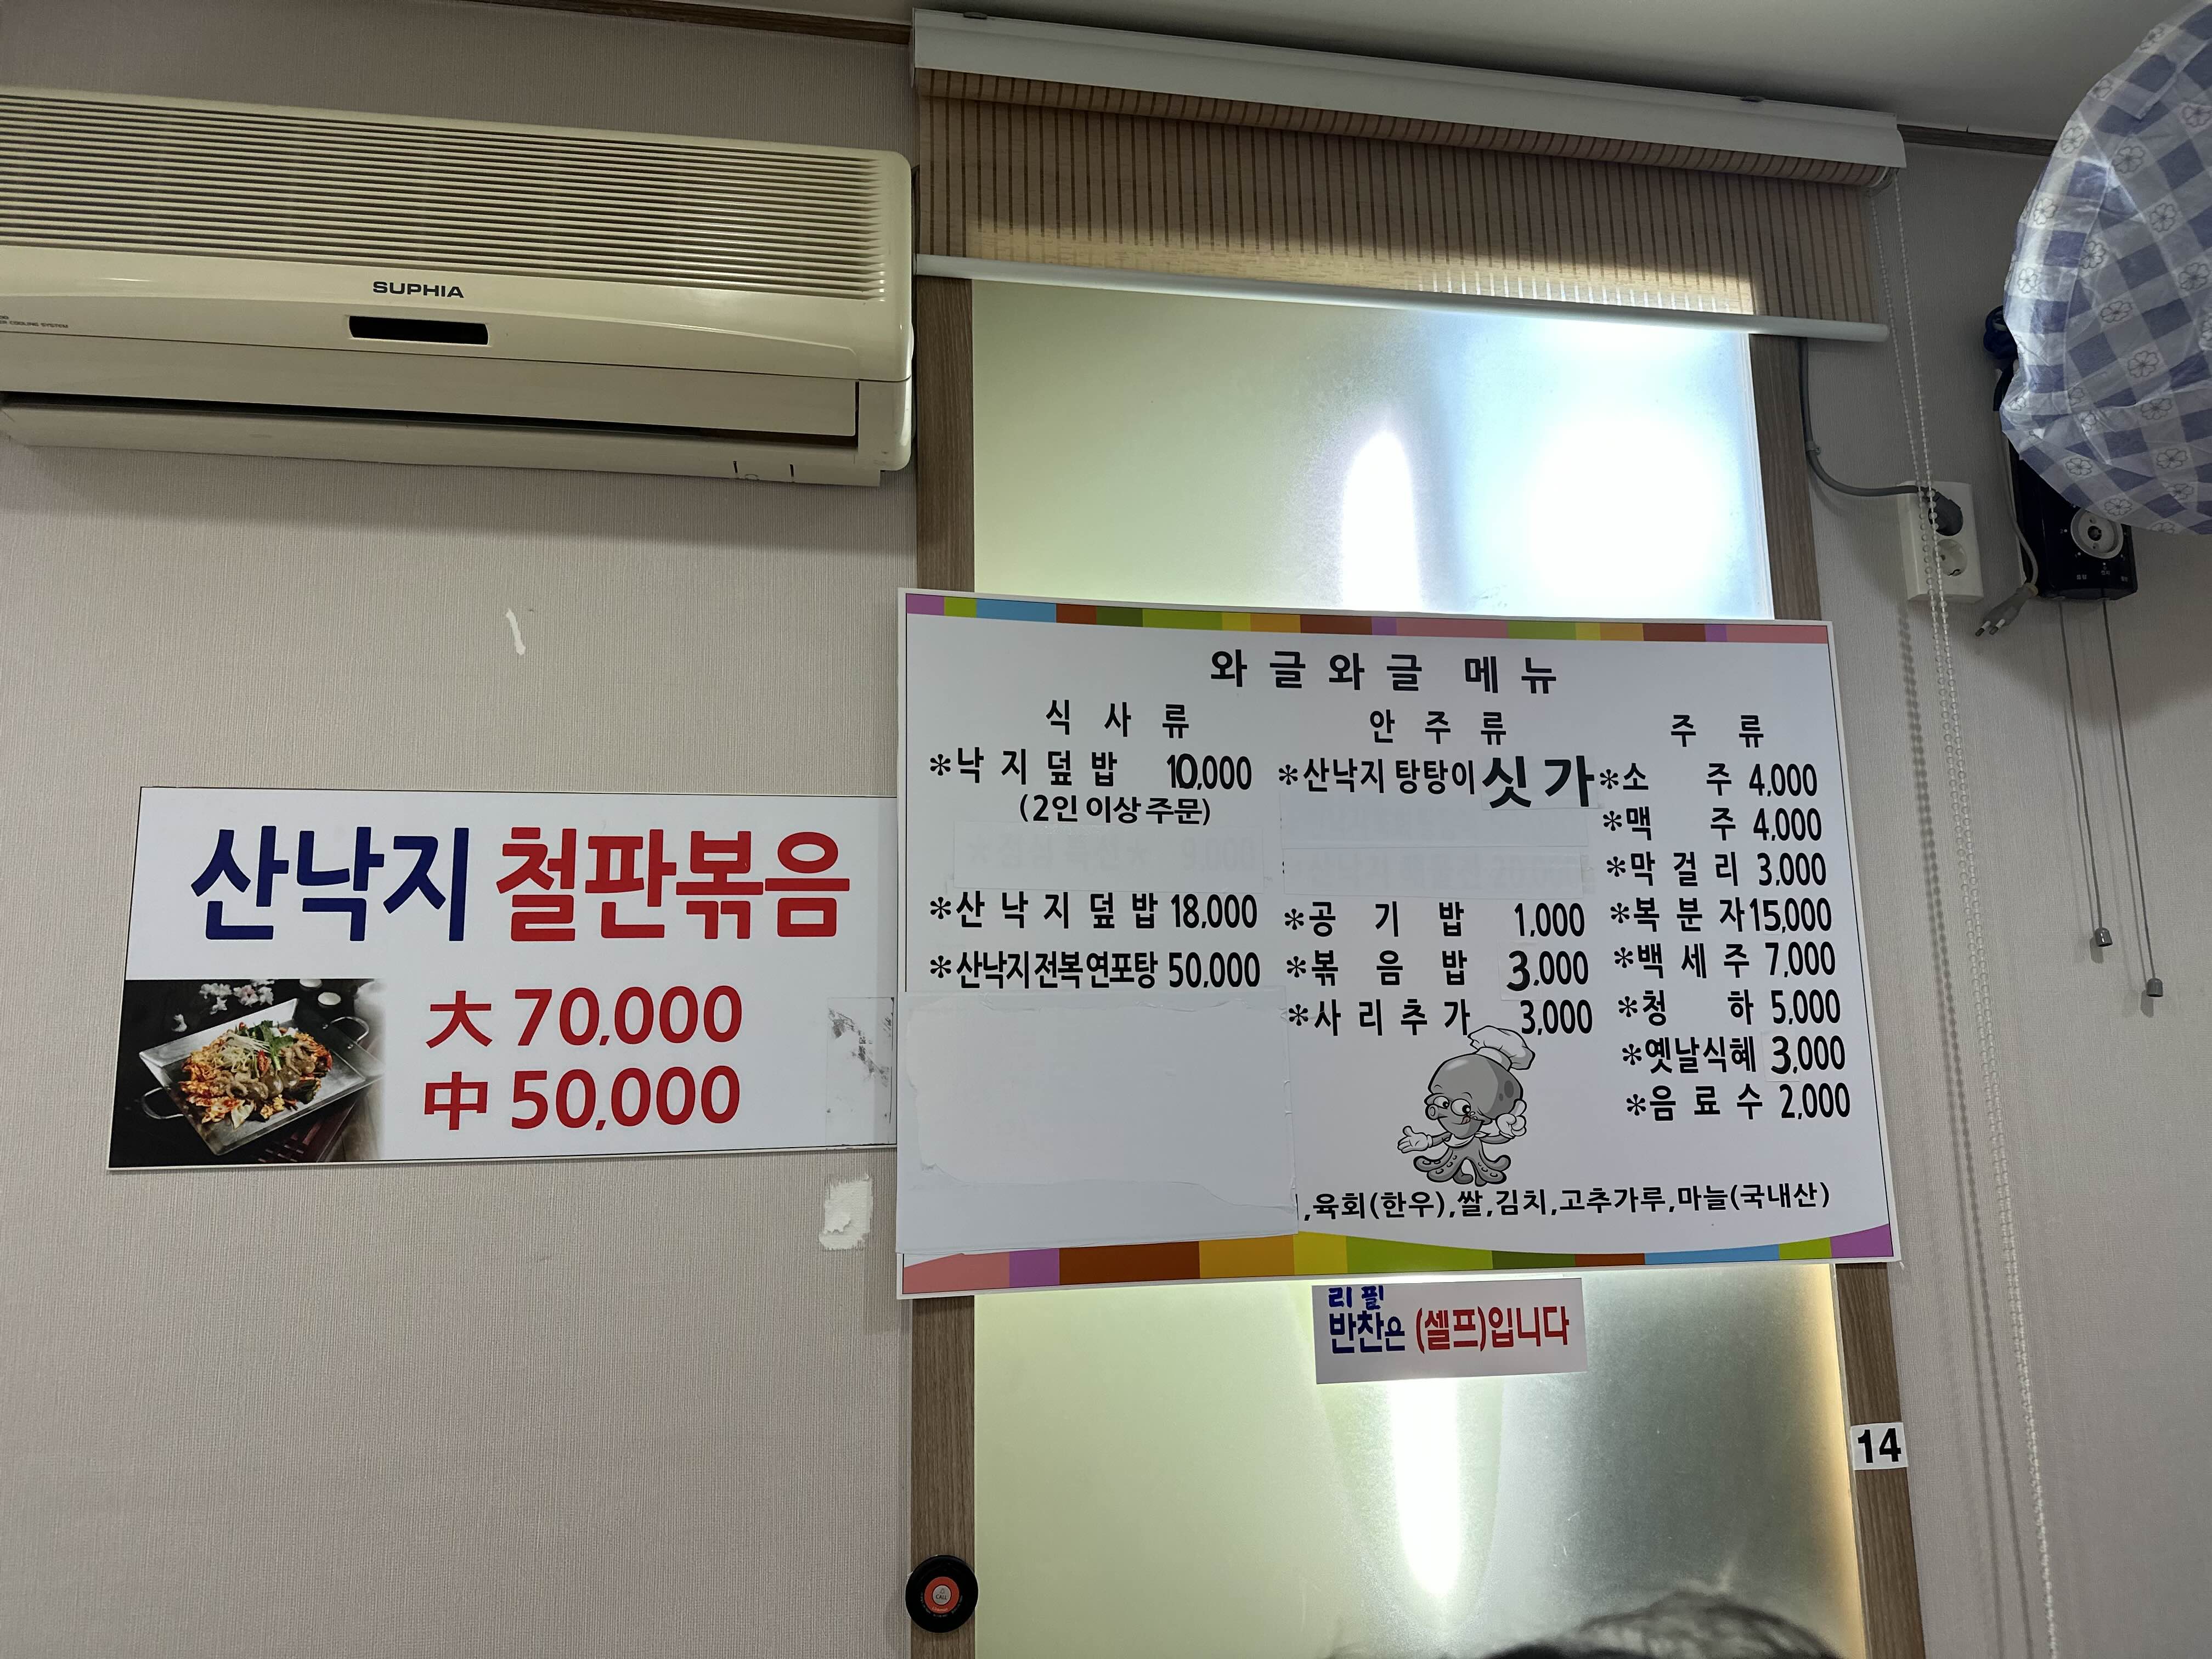 SUPHIA
산낙지 철판볶음
大 70,000
中 50,000
와글와글 메뉴
식사류
*낙지덮밥 10,000
(2인 이상 주문)
*산낙지덮밥 18,000
*산낙지전복연포탕 50,000
안주류
*산낙지 탕탕이 싯가
*공기밥 1,000
*볶음밥 3,000
*사리추가 3,000
주류
*소주 4,000
*맥주 4,000
*막걸리 3,000
*복분자 15,000
*백세주 7,000
*청하 5,000
*옛날식혜 3,000
*음료수 2,000
,육회(한우),쌀,김치,고추가루,마늘(국내산)
리필
반찬은 (셀프)입니다
14
CALL